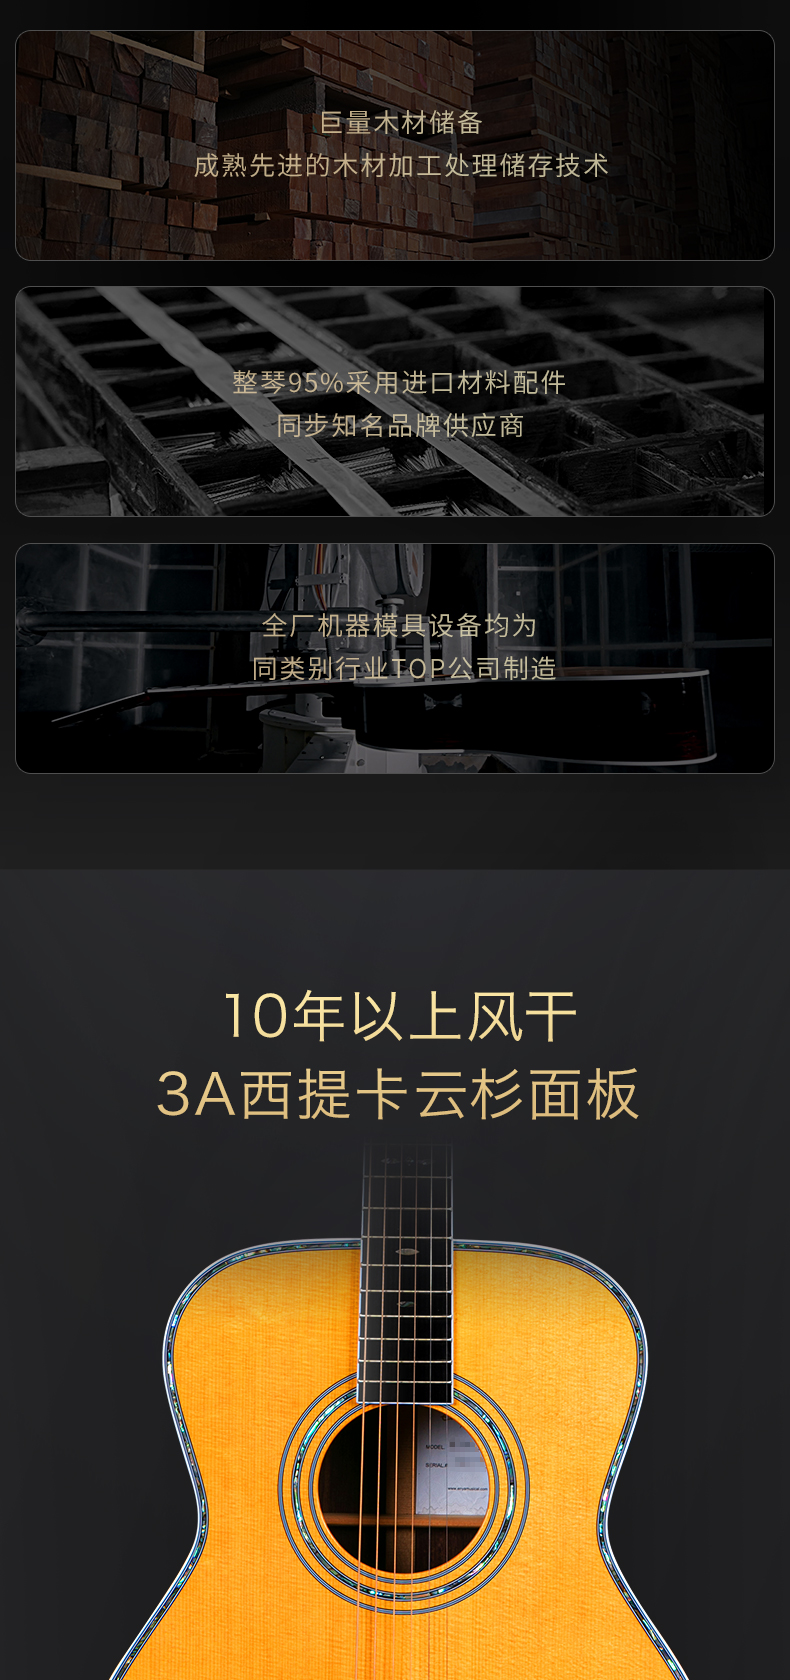 巨量木材储备
成熟先进的木材加工处理储存技术
整琴95%采用进口材料配件
同步知名品牌供应商
全厂机器模具设备均为
同类别行业TOP公司制造
10年以上风干
3A西提卡云杉面板
MODEL
SERIAL#